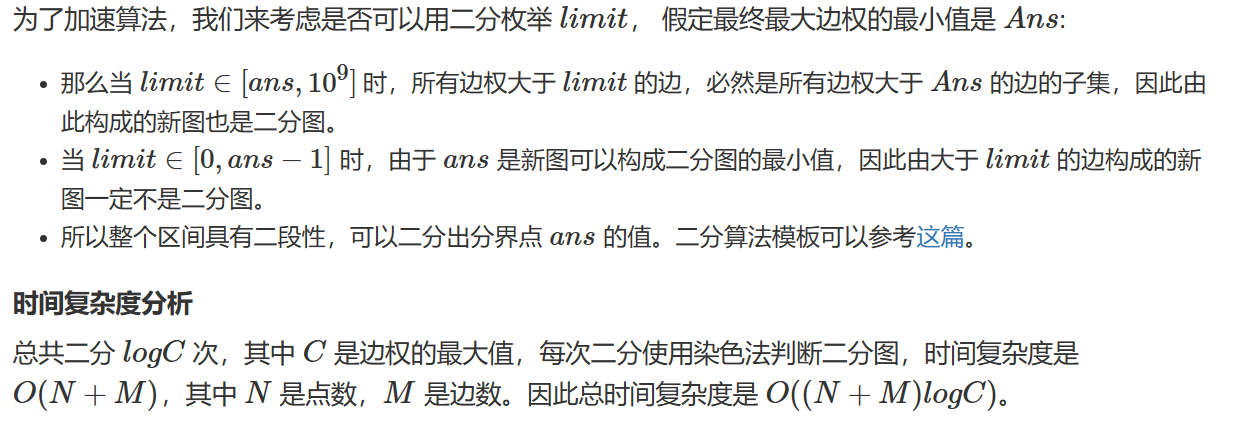 为了加速算法，我们来考虑是否可以用二分枚举 limit， 假定最终最大边权的最小值是 Ans:
• 那么当 limit ∈ [ans, 10⁹] 时，所有边权大于 limit 的边，必然是所有边权大于 Ans 的边的子集，因此由
此构成的新图也是二分图。
• 当 limit ∈ [0, ans − 1] 时，由于 ans 是新图可以构成二分图的最小值，因此由大于 limit 的边构成的新
图一定不是二分图。
• 所以整个区间具有二段性，可以二分出分界点 ans 的值。二分算法模板可以参考这篇。
时间复杂度分析
总共二分 logC 次，其中 C 是边权的最大值，每次二分使用染色法判断二分图，时间复杂度是
O(N + M)，其中 N 是点数，M 是边数。因此总时间复杂度是 O((N + M)logC)。